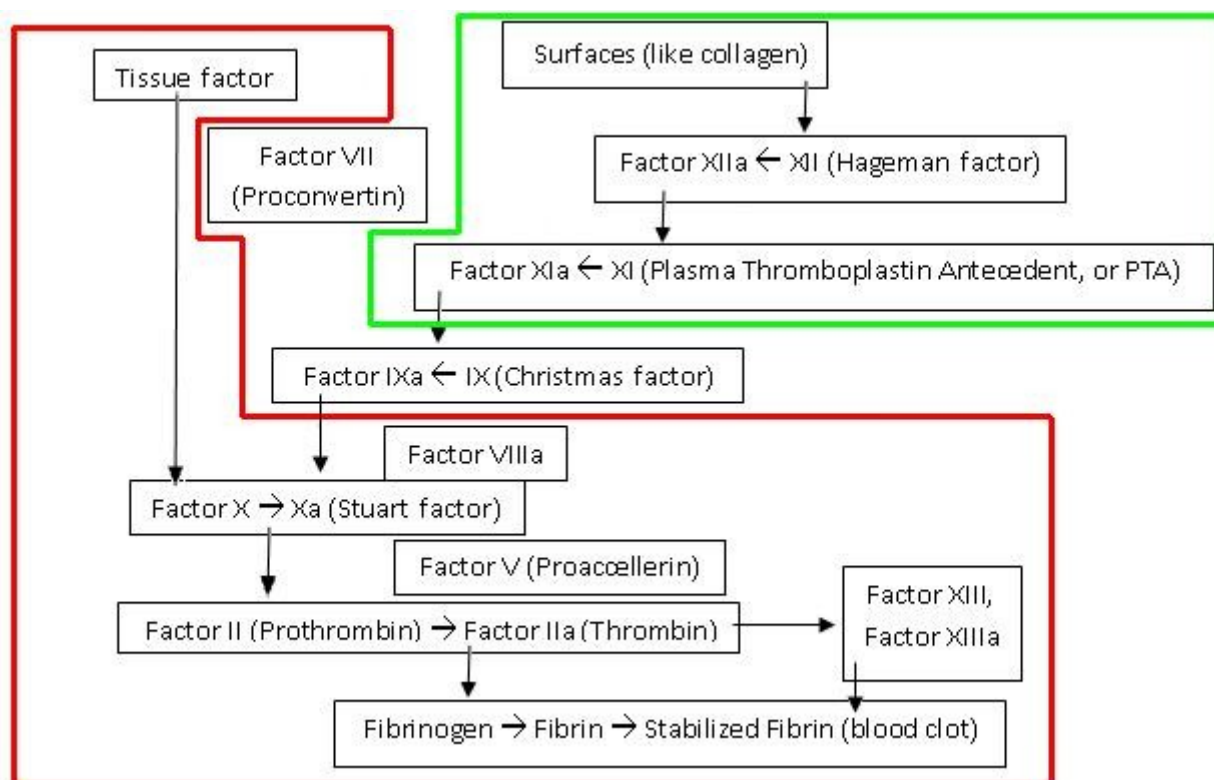 Tissue factor
Surfaces (like collagen)
Factor VII
(Proconvertin)
Factor XIIa ← XII (Hageman factor)
Factor XIa ← XI (Plasma Thromboplastin Antecedent, or PTA)
Factor IXa ← IX (Christmas factor)
Factor VIIIa
Factor X → Xa (Stuart factor)
Factor V (Proaccellerin)
Factor II (Prothrombin) → Factor IIa (Thrombin)
Factor XIII,
Factor XIIIa
Fibrinogen → Fibrin → Stabilized Fibrin (blood clot)